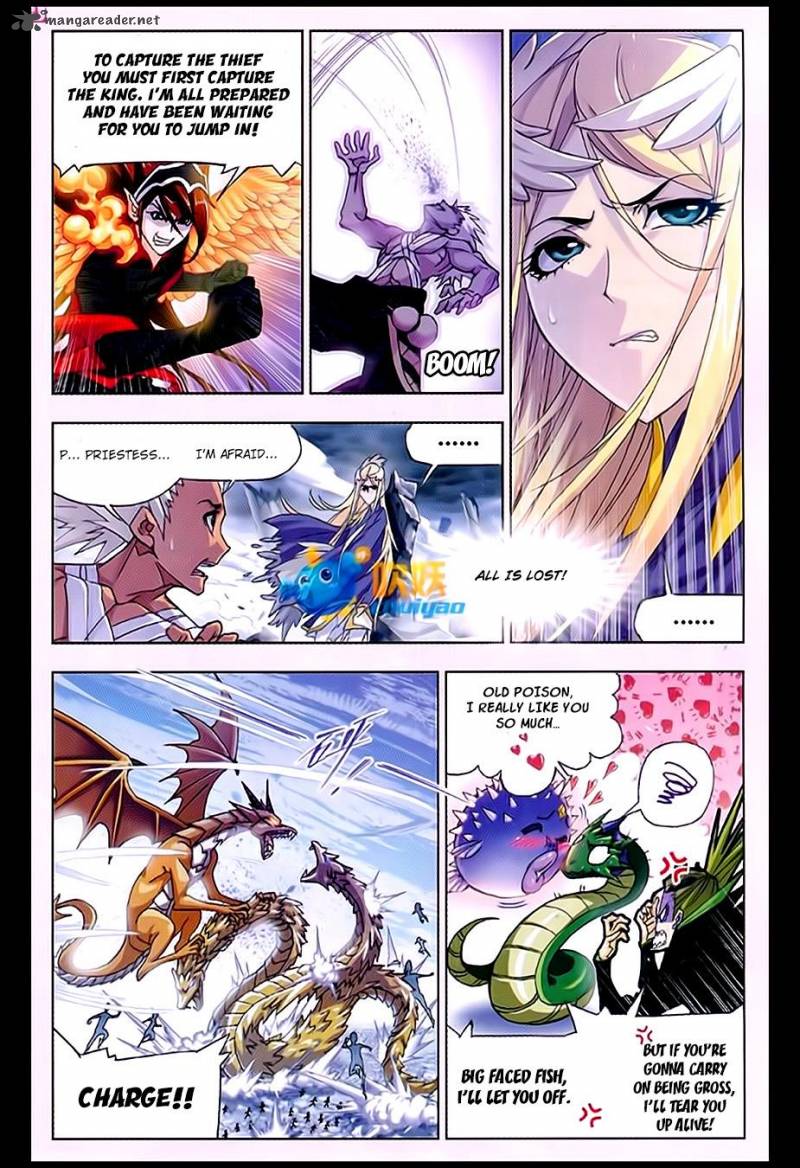 mangareader.net
TO CAPTURE THE THIEF
YOU MUST FIRST CAPTURE
THE KING. I'M ALL PREPARED
AND HAVE BEEN WAITING
FOR YOU TO JUMP IN!
BOOM!
P... PRIESTESS... I'M AFRAID...
......
ALL IS LOST!
......
CHARGE!!
OLD POISON,
I REALLY LIKE YOU
SO MUCH...
BIG FACED FISH,
I'LL LET YOU OFF.
BUT IF YOU'RE
GONNA CARRY
ON BEING GROSS,
I'LL TEAR YOU
UP ALIVE!